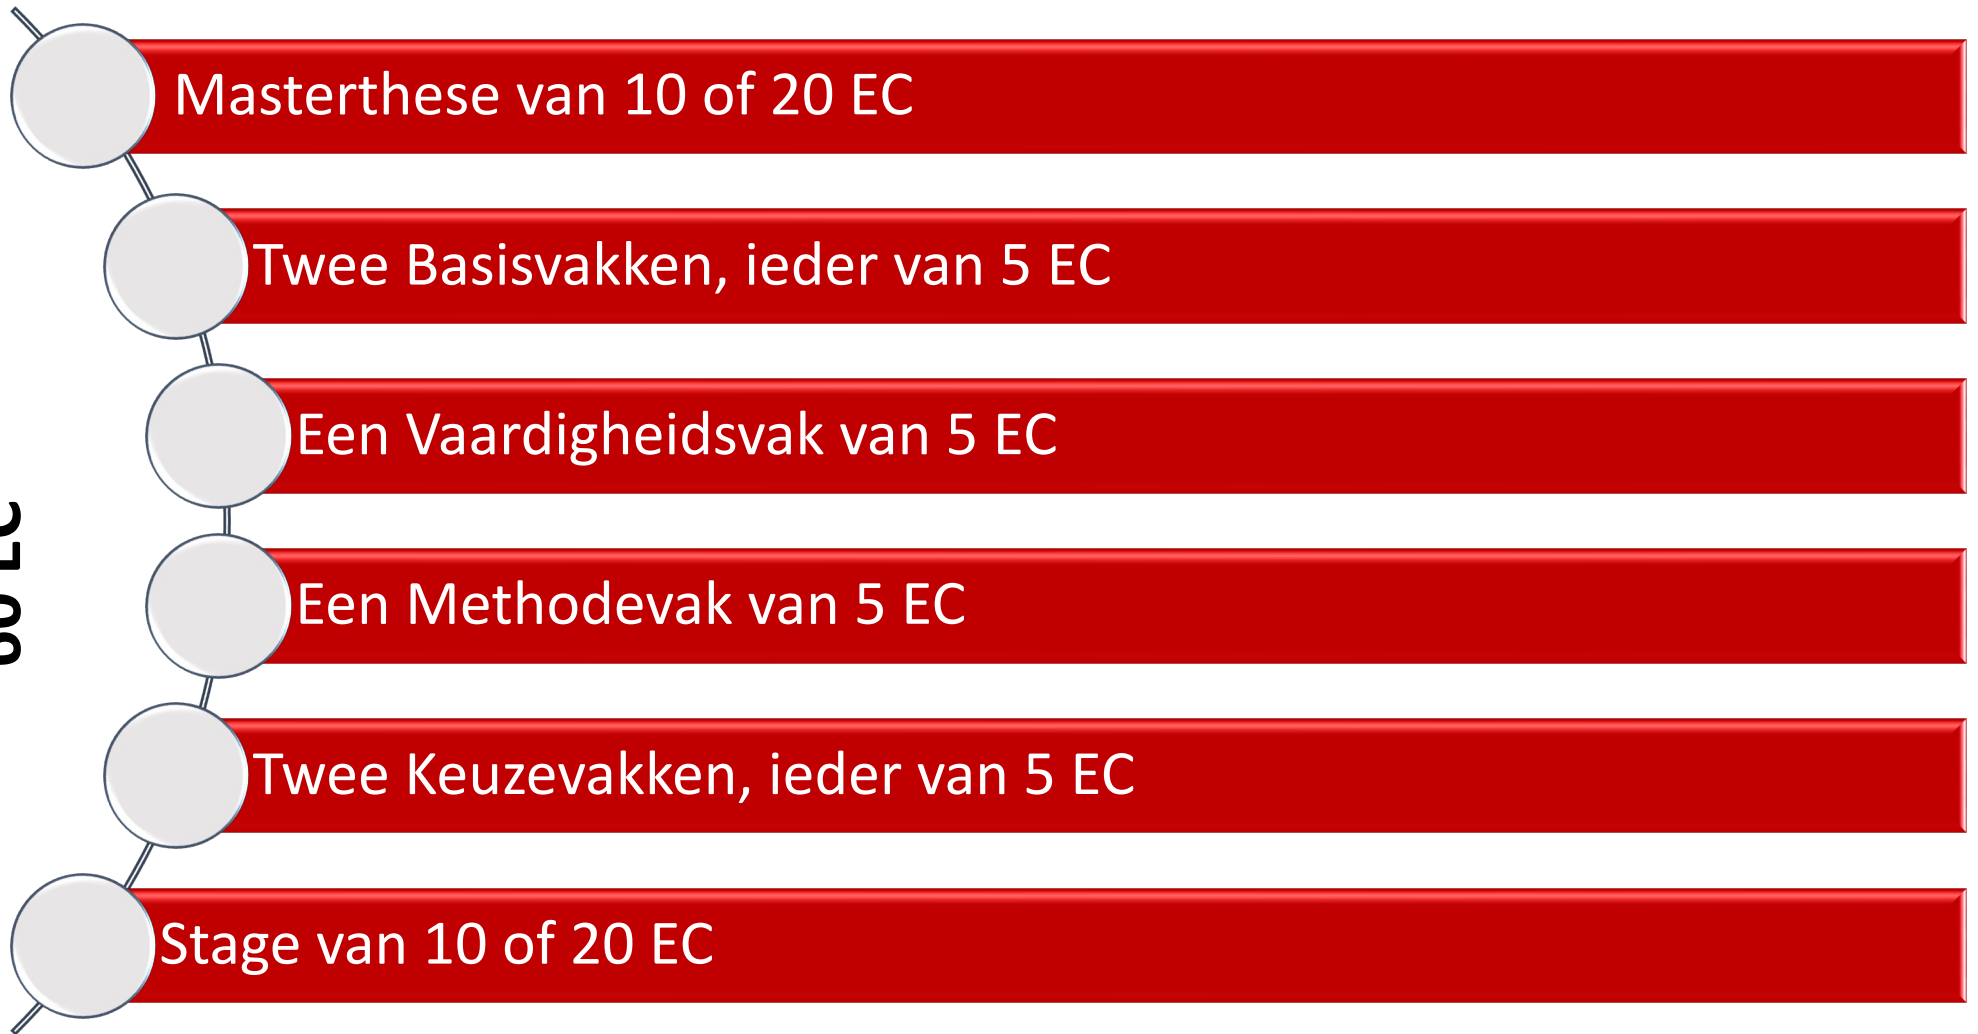 Masterthese van 10 of 20 EC
Twee Basisvakken, ieder van 5 EC
Een Vaardigheidsvak van 5 EC
Een Methodevak van 5 EC
Twee Keuzevakken, ieder van 5 EC
Stage van 10 of 20 EC